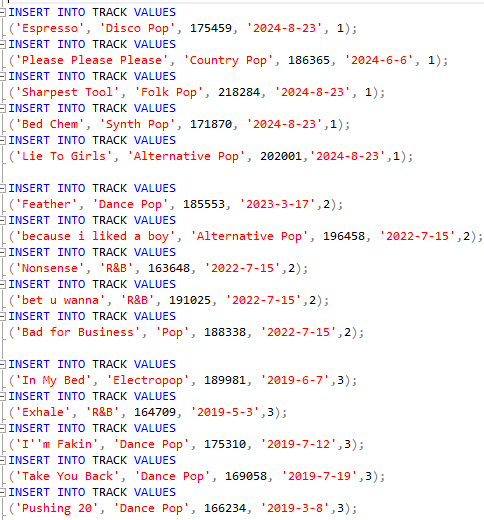 INSERT INTO TRACK VALUES
('Espresso', 'Disco Pop', 175459, '2024-8-23', 1);
INSERT INTO TRACK VALUES
('Please Please Please', 'Country Pop', 186365, '2024-6-6', 1);
INSERT INTO TRACK VALUES
('Sharpest Tool', 'Folk Pop', 218284, '2024-8-23', 1);
INSERT INTO TRACK VALUES
('Bed Chem', 'Synth Pop', 171870, '2024-8-23',1);
INSERT INTO TRACK VALUES
('Lie To Girls', 'Alternative Pop', 202001,'2024-8-23',1);
INSERT INTO TRACK VALUES
('Feather', 'Dance Pop', 185553, '2023-3-17',2);
INSERT INTO TRACK VALUES
('because i liked a boy', 'Alternative Pop', 196458, '2022-7-15',2);
INSERT INTO TRACK VALUES
('Nonsense', 'R&B', 163648, '2022-7-15',2);
INSERT INTO TRACK VALUES
('bet u wanna', 'R&B', 191025, '2022-7-15',2);
INSERT INTO TRACK VALUES
('Bad for Business', 'Pop', 188338, '2022-7-15',2);
INSERT INTO TRACK VALUES
('In My Bed', 'Electropop', 189981, '2019-6-7',3);
INSERT INTO TRACK VALUES
('Exhale', 'R&B', 164709, '2019-5-3',3);
INSERT INTO TRACK VALUES
('I''m Fakin', 'Dance Pop', 175310, '2019-7-12',3);
INSERT INTO TRACK VALUES
('Take You Back', 'Dance Pop', 169058, '2019-7-19',3);
INSERT INTO TRACK VALUES
('Pushing 20', 'Dance Pop', 166234, '2019-3-8',3);